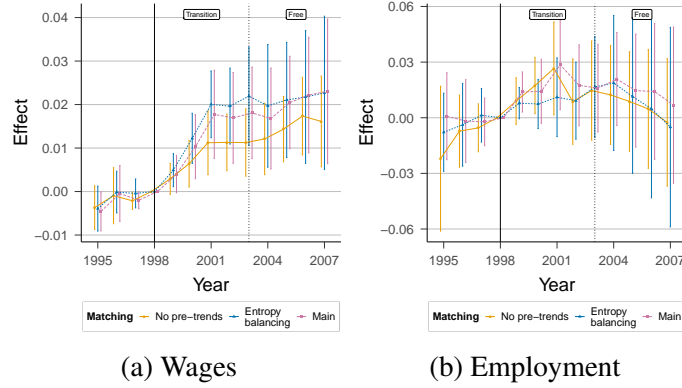 Transition Free
0.04
0.03
0.02
0.01
0.00
−0.01
Effect
1995 1998 2001 2004 2007
Year
Matching No pre−trends Entropy balancing Main
(a) Wages
Transition Free
0.06
0.03
0.00
−0.03
−0.06
Effect
1995 1998 2001 2004 2007
Year
Matching No pre−trends Entropy balancing Main
(b) Employment